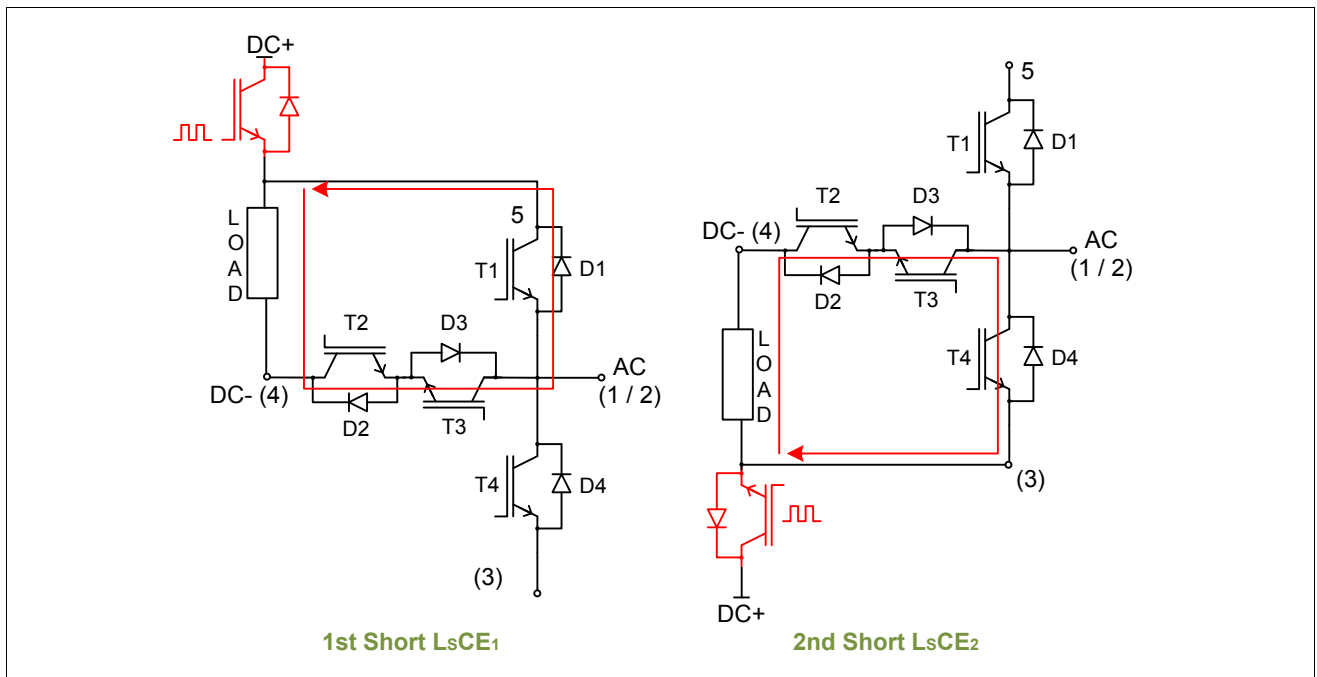 DC+
5
T1
D1
LOAD
T2
D3
DC- (4)
D2
T3
AC
(1 / 2)
T4
D4
(3)
1st Short LSCE1
5
T1
D1
T2
D3
DC- (4)
AC
(1 / 2)
D2
T3
LOAD
T4
D4
(3)
DC+
2nd Short LSCE2